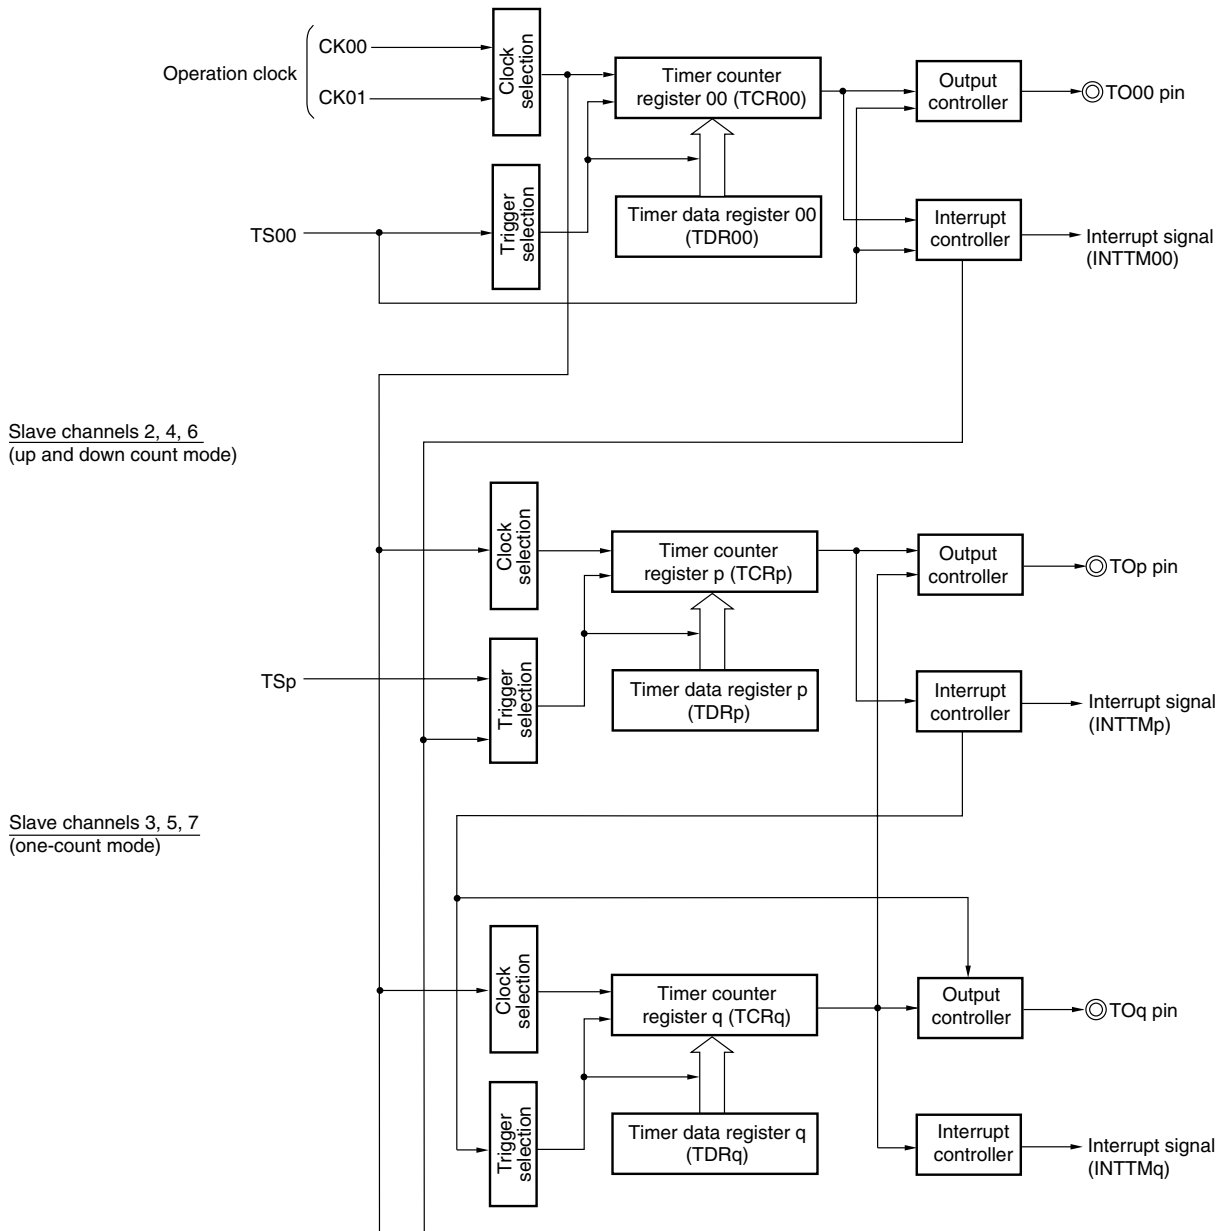 Operation clock
CK00
CK01
Clock
selection
Timer counter
register 00 (TCR00)
Output
controller
TO00 pin
TS00
Trigger
selection
Timer data register 00
(TDR00)
Interrupt
controller
Interrupt signal
(INTTM00)
Slave channels 2, 4, 6
(up and down count mode)
Clock
selection
Timer counter
register p (TCRp)
Output
controller
TOp pin
TSp
Trigger
selection
Timer data register p
(TDRp)
Interrupt
controller
Interrupt signal
(INTTMp)
Slave channels 3, 5, 7
(one-count mode)
Clock
selection
Timer counter
register q (TCRq)
Output
controller
TOq pin
Trigger
selection
Timer data register q
(TDRq)
Interrupt
controller
Interrupt signal
(INTTMq)